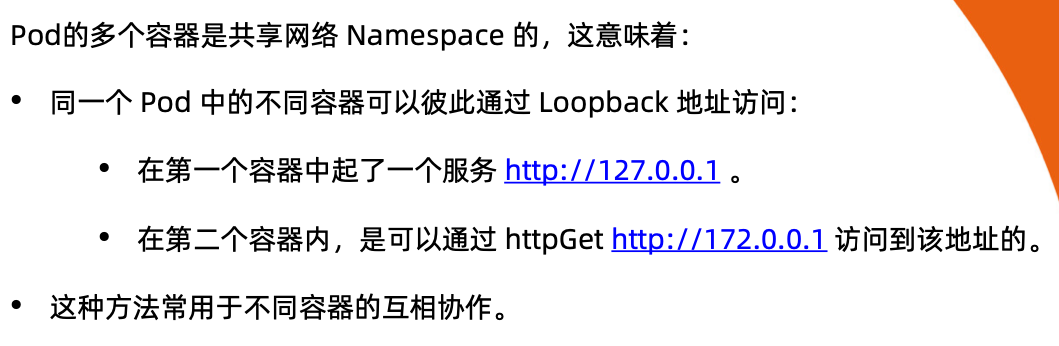 Pod的多个容器是共享网络 Namespace 的，这意味着：
• 同一个 Pod 中的不同容器可以彼此通过 Loopback 地址访问：
• 在第一个容器中起了一个服务 http://127.0.0.1 。
• 在第二个容器内，是可以通过 httpGet http://172.0.0.1 访问到该地址的。
• 这种方法常用于不同容器的互相协作。